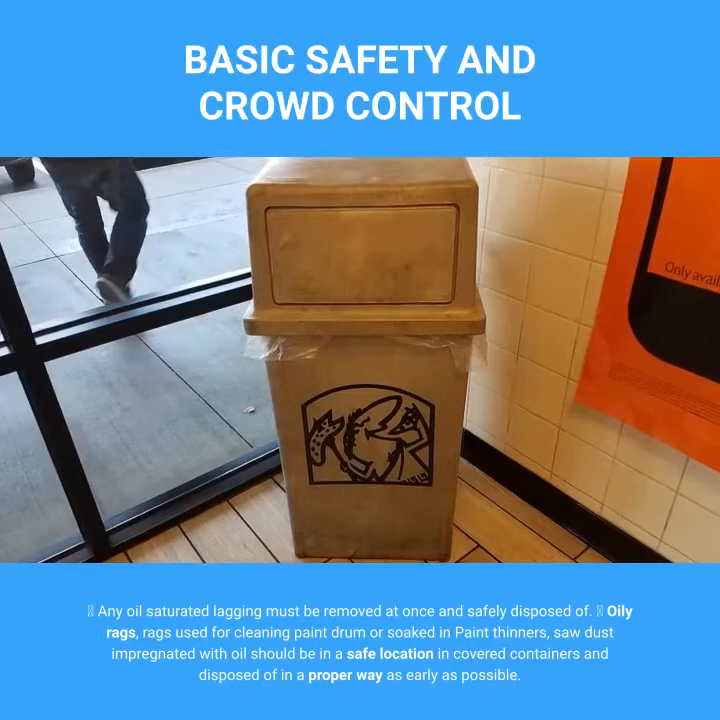 BASIC SAFETY AND
CROWD CONTROL
Only avail
▯ Any oil saturated lagging must be removed at once and safely disposed of. ▯ Oily
rags, rags used for cleaning paint drum or soaked in Paint thinners, saw dust
impregnated with oil should be in a safe location in covered containers and
disposed of in a proper way as early as possible.